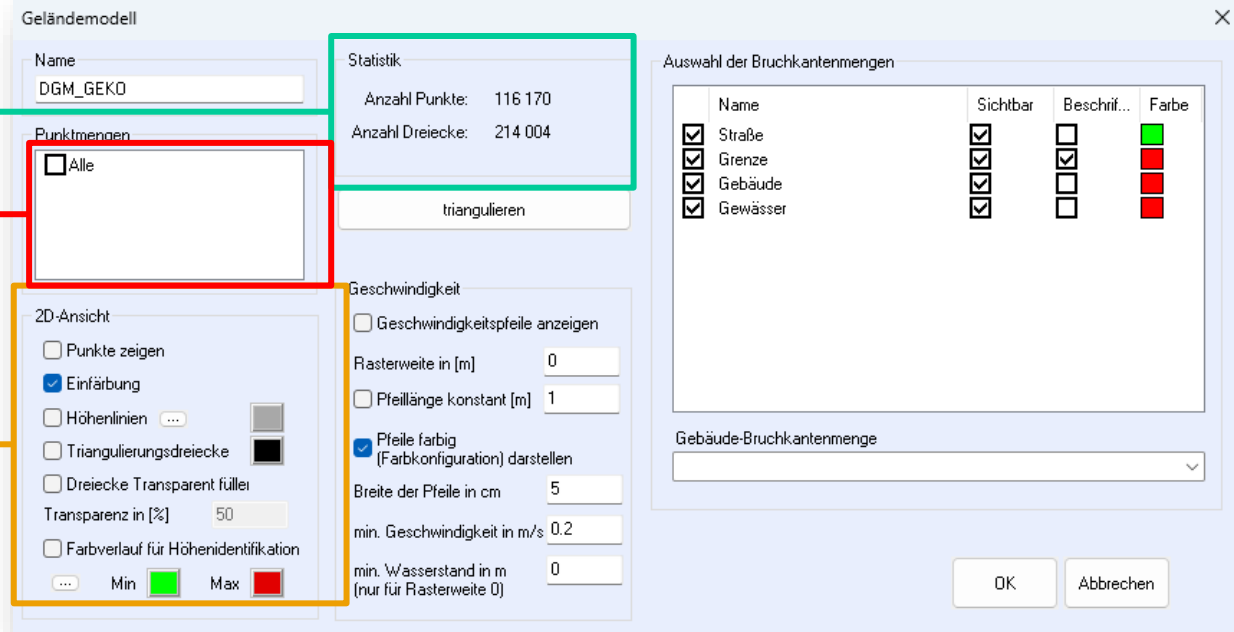 Geländemodell
Name
DGM_GEKO
Punktmengen
Alle
2D-Ansicht
Punkte zeigen
Einfärbung
Höhenlinien ...
Triangulierungsdreiecke
Dreiecke Transparent fülle
Transparenz in [%] 50
Farbverlauf für Höhenidentifikation
... Min Max
Statistik
Anzahl Punkte: 116 170
Anzahl Dreiecke: 214 004
triangulieren
Geschwindigkeit
Geschwindigkeitspfeile anzeigen
Rasterweite in [m] 0
Pfeillänge konstant [m] 1
Pfeile farbig
(Farbkonfiguration) darstellen
Breite der Pfeile in cm 5
min. Geschwindigkeit in m/s 0.2
min. Wasserstand in m 0
(nur für Rasterweite 0)
Auswahl der Bruchkantenmengen
Name Sichtbar Beschrif... Farbe
Straße
Grenze
Gebäude
Gewässer
Gebäude-Bruchkantenmenge
OK Abbrechen